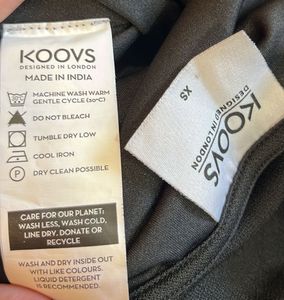 KOOVS
DESIGNED IN LONDON
MADE IN INDIA
MACHINE WASH WARM
GENTLE CYCLE (30°C)
DO NOT BLEACH
TUMBLE DRY LOW
COOL IRON
P
DRY CLEAN POSSIBLE
CARE FOR OUR PLANET:
WASH LESS, WASH COLD,
LINE DRY, DONATE OR
RECYCLE
WASH AND DRY INSIDE OUT
WITH LIKE COLOURS.
LIQUID DETERGENT
IS RECOMMENDED.
KOOVS
DESIGNED IN LONDON
XS